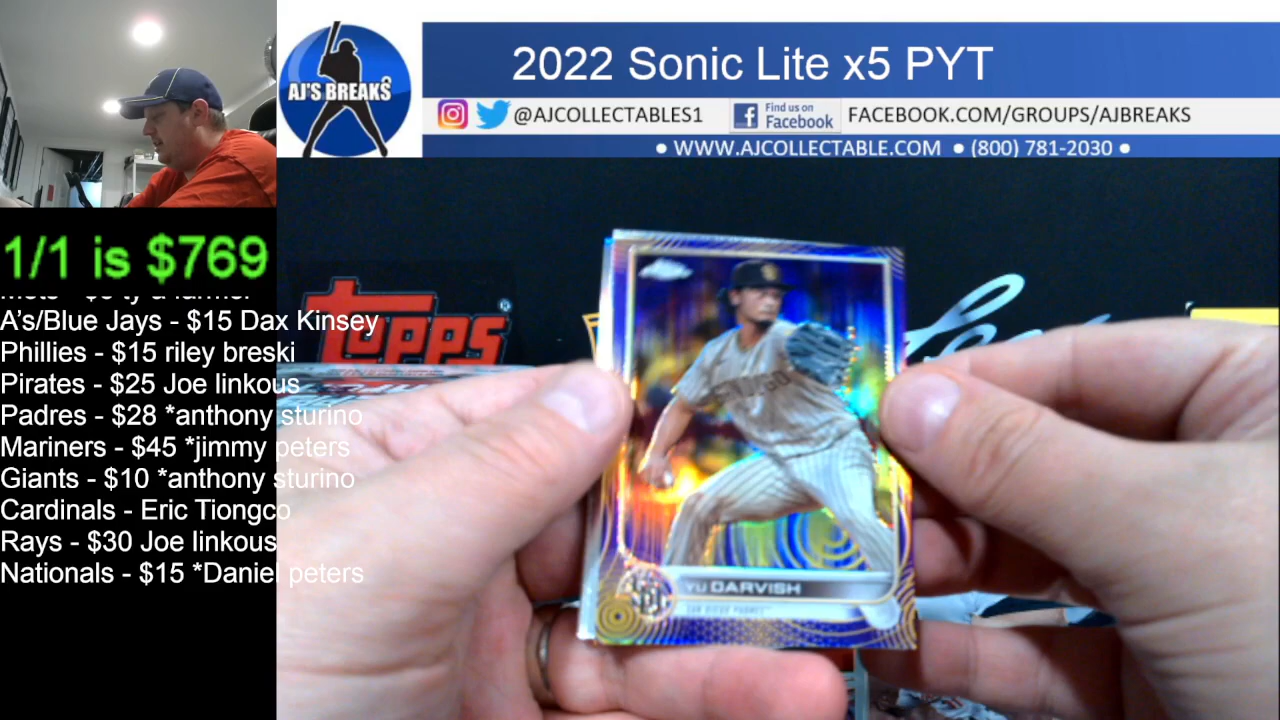 2022 Sonic Lite x5 PYT
AJ'S BREAKS
@AJCOLLECTABLES1
Find us on
Facebook
FACEBOOK.COM/GROUPS/AJBREAKS
• WWW.AJCOLLECTABLE.COM • (800) 781-2030 •
1/1 is $769
A's/Blue Jays - $15 Dax Kinsey
Phillies - $15 riley breski
Pirates - $25 Joe linkous
Padres - $28 *anthony sturino
Mariners - $45 *jimmy peters
Giants - $10 *anthony sturino
Cardinals - Eric Tiongco
Rays - $30 Joe linkous
Nationals - $15 *Daniel peters
TOPPS
YU DARVISH
SAN DIEGO PADRES